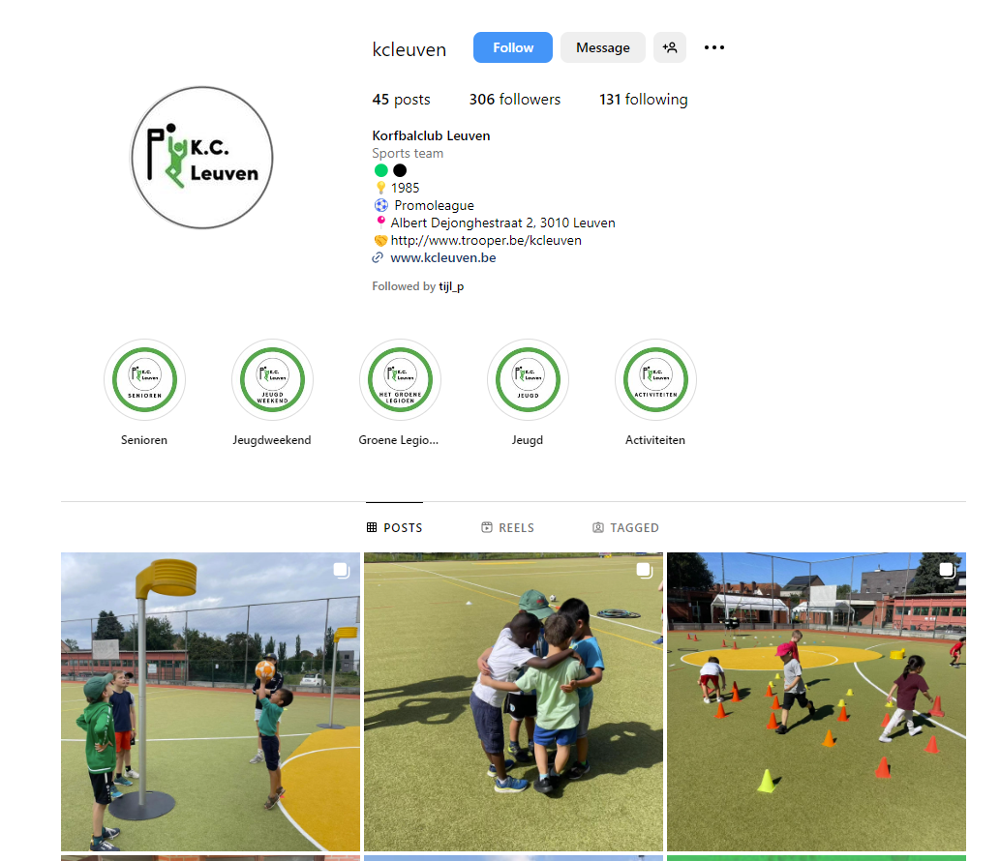 kcleuven Follow Message
45 posts 306 followers 131 following
Korfbalclub Leuven
Sports team
1985
Promoleague
Albert Dejonghestraat 2, 3010 Leuven
http://www.trooper.be/kcleuven
www.kcleuven.be
Followed by tijl_p
K.C.
Leuven
K.C.
Leuven
SENIOREN
K.C.
Leuven
JEUGD
WEEKEND
K.C.
Leuven
HET GROENE
LEGIOEN
K.C.
Leuven
JEUGD
K.C.
Leuven
ACTIVITEITEN
Senioren Jeugdweekend Groene Legio... Jeugd Activiteiten
POSTS REELS TAGGED